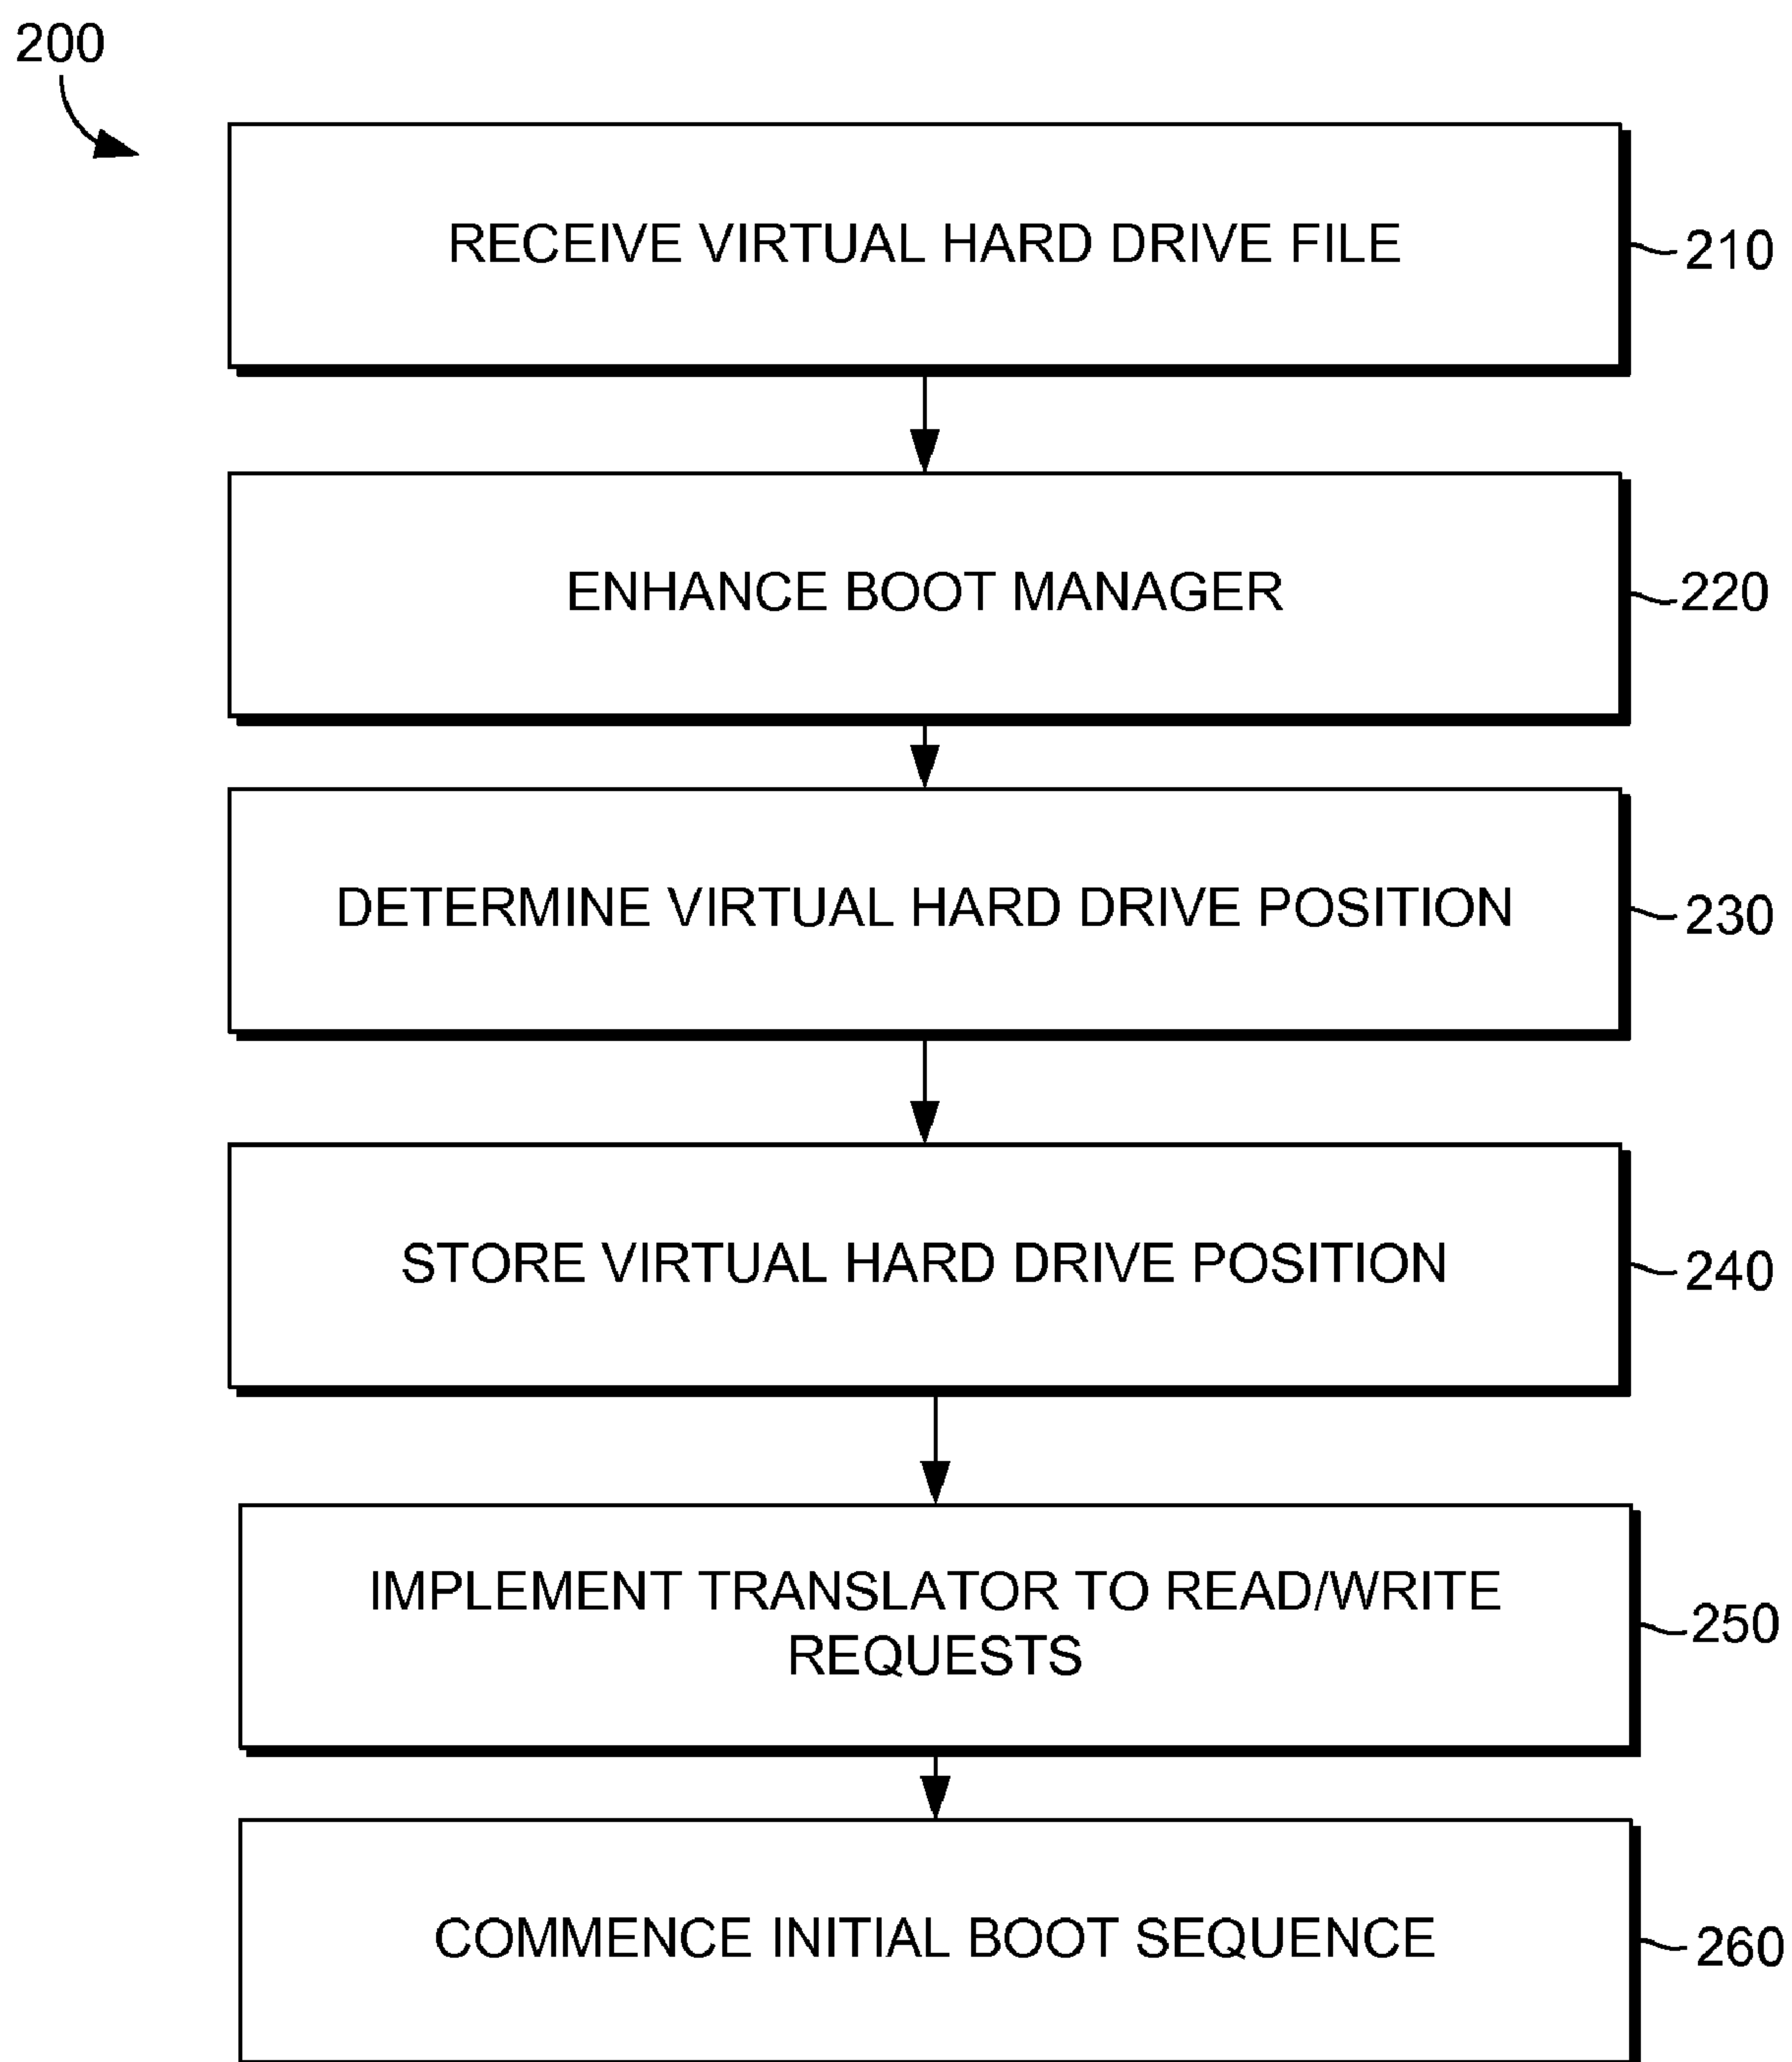 200
RECEIVE VIRTUAL HARD DRIVE FILE
210
ENHANCE BOOT MANAGER
220
DETERMINE VIRTUAL HARD DRIVE POSITION
230
STORE VIRTUAL HARD DRIVE POSITION
240
IMPLEMENT TRANSLATOR TO READ/WRITE
REQUESTS
250
COMMENCE INITIAL BOOT SEQUENCE
260